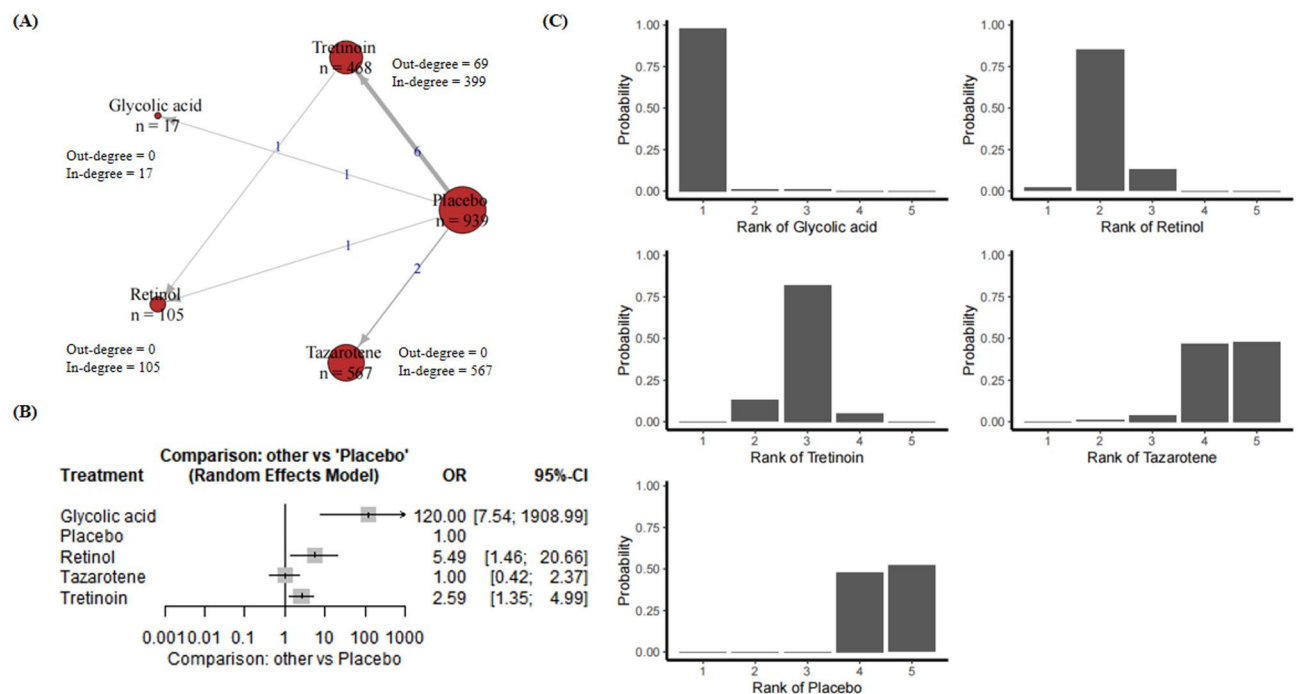 (A)
Tretinoin
n = 468
Out-degree = 69
In-degree = 399
Glycolic acid
n = 17
Out-degree = 0
In-degree = 17
1
1
6
Placebo
n = 939
1
2
Retinol
n = 105
Out-degree = 0
In-degree = 105
Tazarotene
n = 567
Out-degree = 0
In-degree = 567
(B)
Comparison: other vs 'Placebo'
Treatment (Random Effects Model) OR 95%-CI
Glycolic acid 120.00 [7.54; 1908.99]
Placebo 1.00
Retinol 5.49 [1.46; 20.66]
Tazarotene 1.00 [0.42; 2.37]
Tretinoin 2.59 [1.35; 4.99]
0.001 0.01 0.1 1 10 100 1000
Comparison: other vs Placebo
(C)
Probability
1.00
0.75
0.50
0.25
0.00
1 2 3 4 5
Rank of Glycolic acid
Probability
1.00
0.75
0.50
0.25
0.00
1 2 3 4 5
Rank of Retinol
Probability
1.00
0.75
0.50
0.25
0.00
1 2 3 4 5
Rank of Tretinoin
Probability
1.00
0.75
0.50
0.25
0.00
1 2 3 4 5
Rank of Tazarotene
Probability
1.00
0.75
0.50
0.25
0.00
1 2 3 4 5
Rank of Placebo